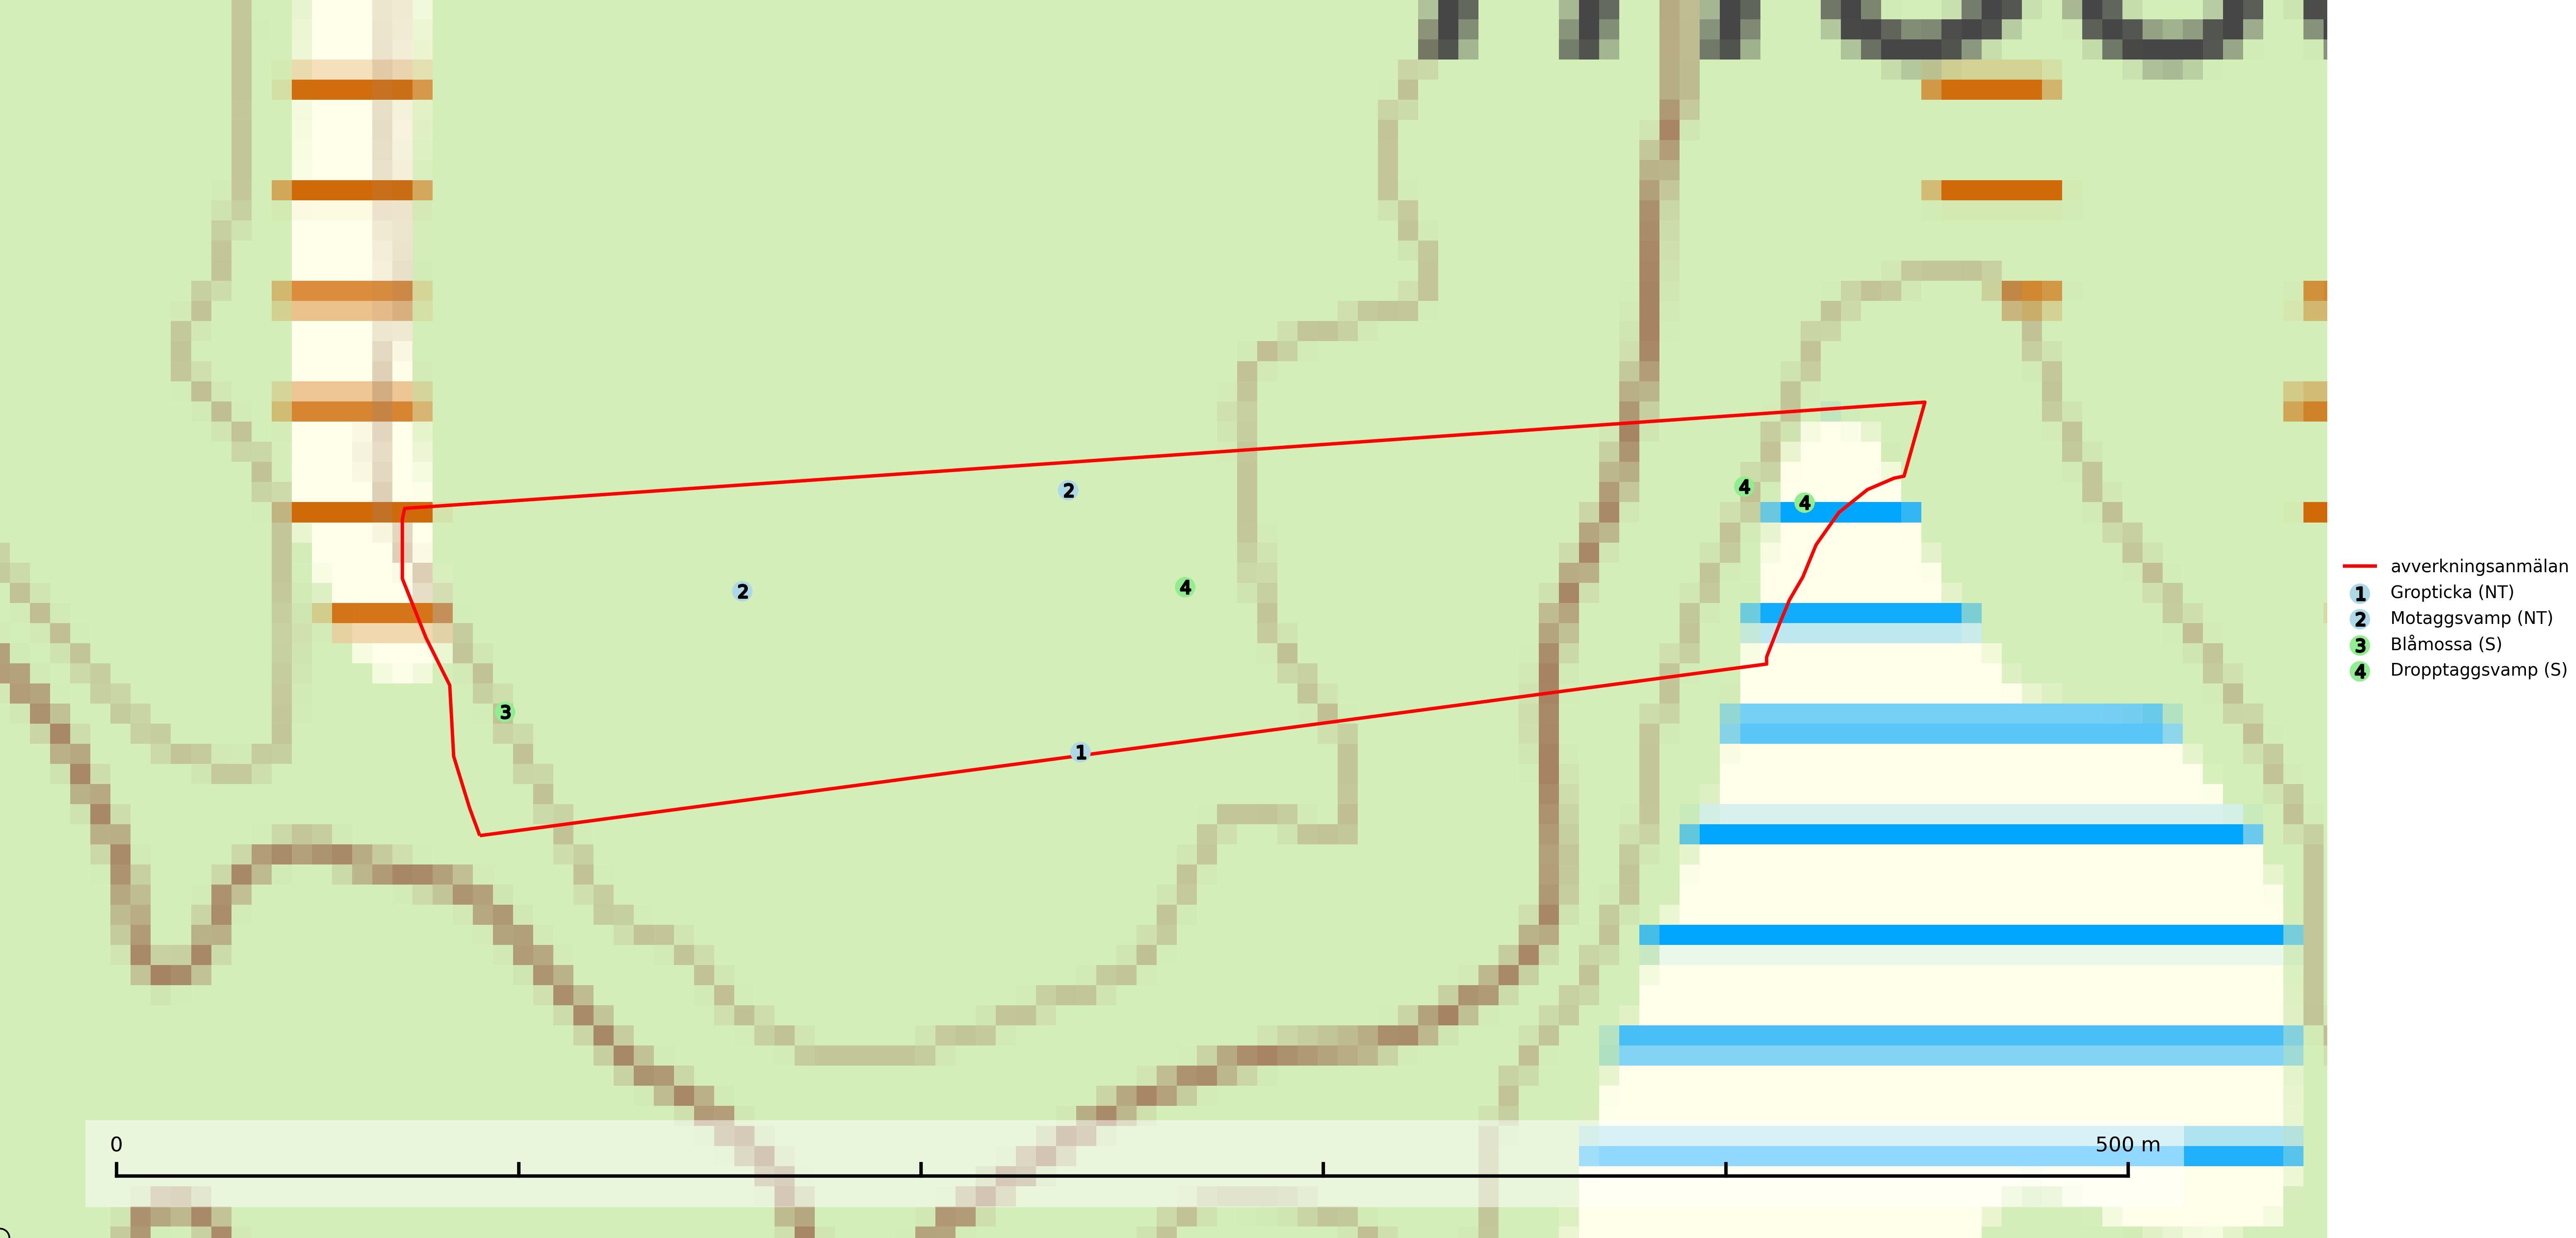 2
4
4
2
4
3
1
avverkningsanmälan
1 Gropticka (NT)
2 Motaggsvamp (NT)
3 Blåmossa (S)
4 Dropptaggsvamp (S)
0 500 m